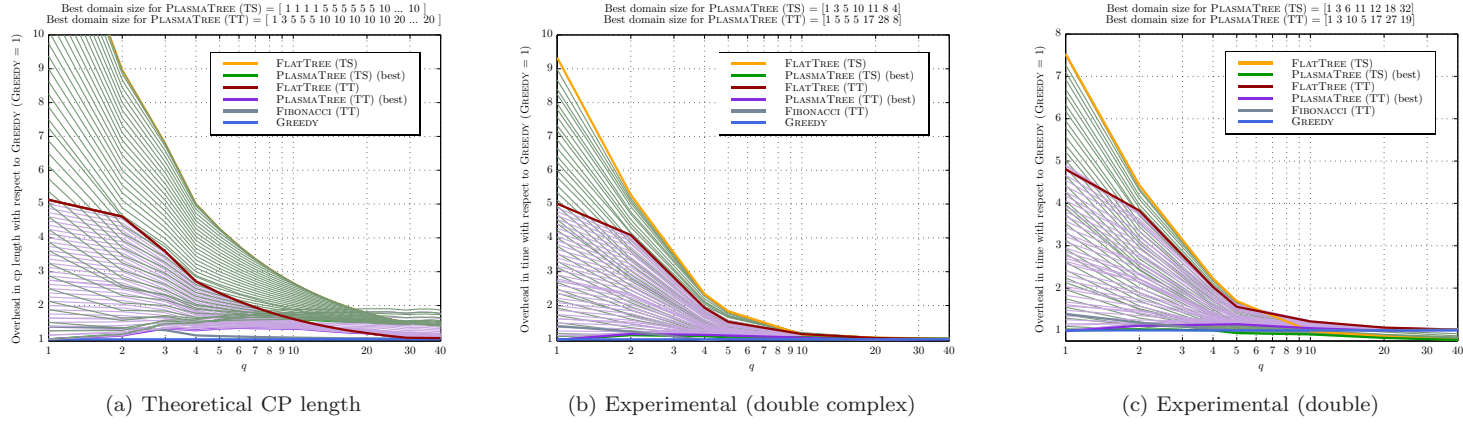 Best domain size for PLASMATREE (TS) = [ 1 1 1 1 5 5 5 5 5 5 10 ... 10 ]
Best domain size for PLASMATREE (TT) = [ 1 3 5 5 5 10 10 10 10 10 20 ... 20 ]
Overhead in cp length with respect to GREEDY (GREEDY = 1)
10
9
8
7
6
5
4
3
2
1
FLATTREE (TS)
PLASMATREE (TS) (best)
FLATTREE (TT)
PLASMATREE (TT) (best)
FIBONACCI (TT)
GREEDY
1 2 3 4 5 6 7 8 9 10 20 30 40
q
(a) Theoretical CP length
Best domain size for PLASMATREE (TS) = [1 3 5 10 11 8 4]
Best domain size for PLASMATREE (TT) = [1 5 5 5 17 28 8]
Overhead in time with respect to GREEDY (GREEDY = 1)
10
9
8
7
6
5
4
3
2
1
FLATTREE (TS)
PLASMATREE (TS) (best)
FLATTREE (TT)
PLASMATREE (TT) (best)
FIBONACCI (TT)
GREEDY
1 2 3 4 5 6 7 8 9 10 20 30 40
q
(b) Experimental (double complex)
Best domain size for PLASMATREE (TS) = [1 3 6 11 12 18 32]
Best domain size for PLASMATREE (TT) = [1 3 10 5 17 27 19]
Overhead in time with respect to GREEDY (GREEDY = 1)
8
7
6
5
4
3
2
1
FLATTREE (TS)
PLASMATREE (TS) (best)
FLATTREE (TT)
PLASMATREE (TT) (best)
FIBONACCI (TT)
GREEDY
1 2 3 4 5 6 7 8 9 10 20 30 40
q
(c) Experimental (double)